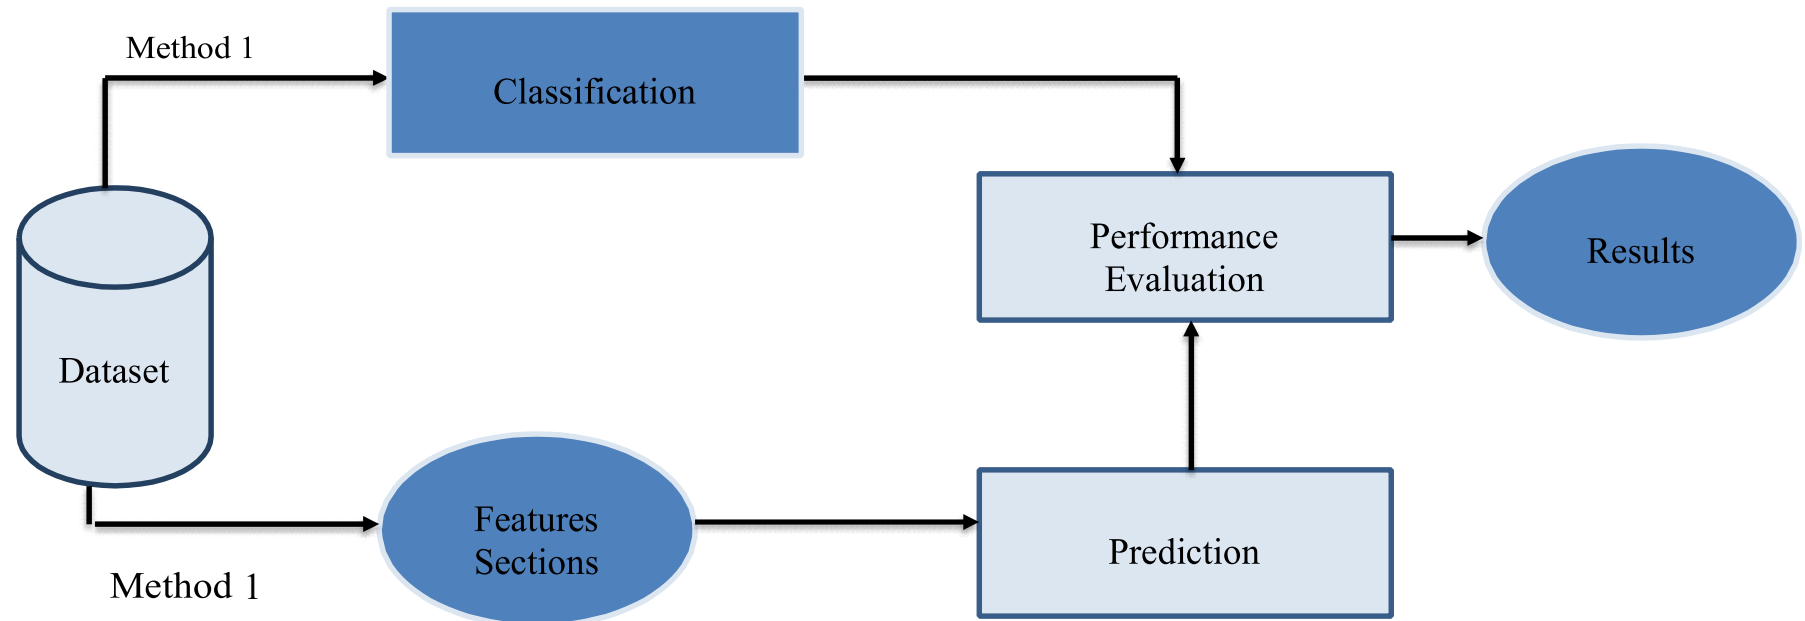 Method 1
Classification
Performance
Evaluation
Results
Dataset
Features
Sections
Prediction
Method 1